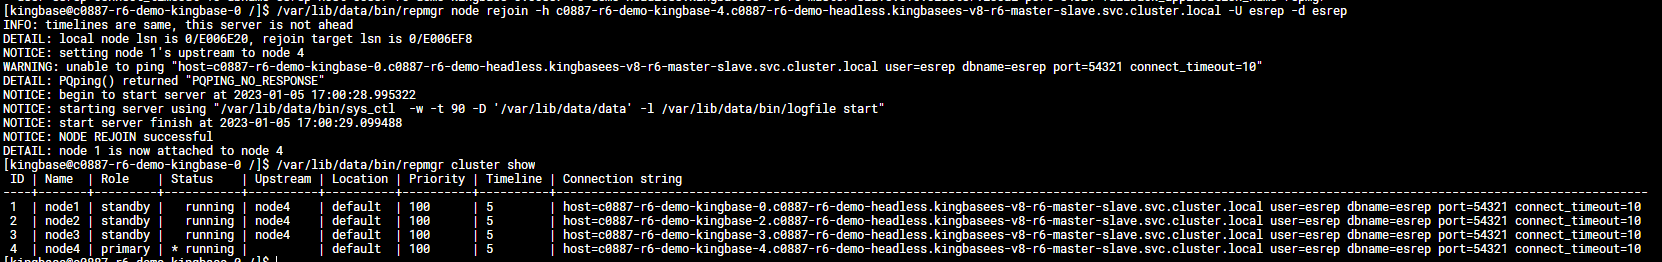 [kingbase@c0887-r6-demo-kingbase-0 /]$ /var/lib/data/bin/repmgr node rejoin -h c0887-r6-demo-kingbase-4.c0887-r6-demo-headless.kingbasees-v8-r6-master-slave.svc.cluster.local -U esrep -d esrep
INFO: timelines are same, this server is not ahead
DETAIL: local node lsn is 0/E006E20, rejoin target lsn is 0/E006EF8
NOTICE: setting node 1's upstream to node 4
WARNING: unable to ping "host=c0887-r6-demo-kingbase-0.c0887-r6-demo-headless.kingbasees-v8-r6-master-slave.svc.cluster.local user=esrep dbname=esrep port=54321 connect_timeout=10"
DETAIL: PQping() returned "PQPING_NO_RESPONSE"
NOTICE: begin to start server at 2023-01-05 17:00:28.995322
NOTICE: starting server using "/var/lib/data/bin/sys_ctl  -w -t 90 -D '/var/lib/data/data' -l /var/lib/data/bin/logfile start"
NOTICE: start server finish at 2023-01-05 17:00:29.099488
NOTICE: NODE REJOIN successful
DETAIL: node 1 is now attached to node 4
[kingbase@c0887-r6-demo-kingbase-0 /]$ /var/lib/data/bin/repmgr cluster show
 ID | Name  | Role    | Status    | Upstream | Location | Priority | Timeline | Connection string
 1  | node1 | standby |   running | node4    | default  | 100      | 5        | host=c0887-r6-demo-kingbase-0.c0887-r6-demo-headless.kingbasees-v8-r6-master-slave.svc.cluster.local user=esrep dbname=esrep port=54321 connect_timeout=10
 2  | node2 | standby |   running | node4    | default  | 100      | 5        | host=c0887-r6-demo-kingbase-2.c0887-r6-demo-headless.kingbasees-v8-r6-master-slave.svc.cluster.local user=esrep dbname=esrep port=54321 connect_timeout=10
 3  | node3 | standby |   running | node4    | default  | 100      | 5        | host=c0887-r6-demo-kingbase-3.c0887-r6-demo-headless.kingbasees-v8-r6-master-slave.svc.cluster.local user=esrep dbname=esrep port=54321 connect_timeout=10
 4  | node4 | primary | * running |          | default  | 100      | 5        | host=c0887-r6-demo-kingbase-4.c0887-r6-demo-headless.kingbasees-v8-r6-master-slave.svc.cluster.local user=esrep dbname=esrep port=54321 connect_timeout=10
[kingbase@c0887-r6-demo-kingbase-0 /]$